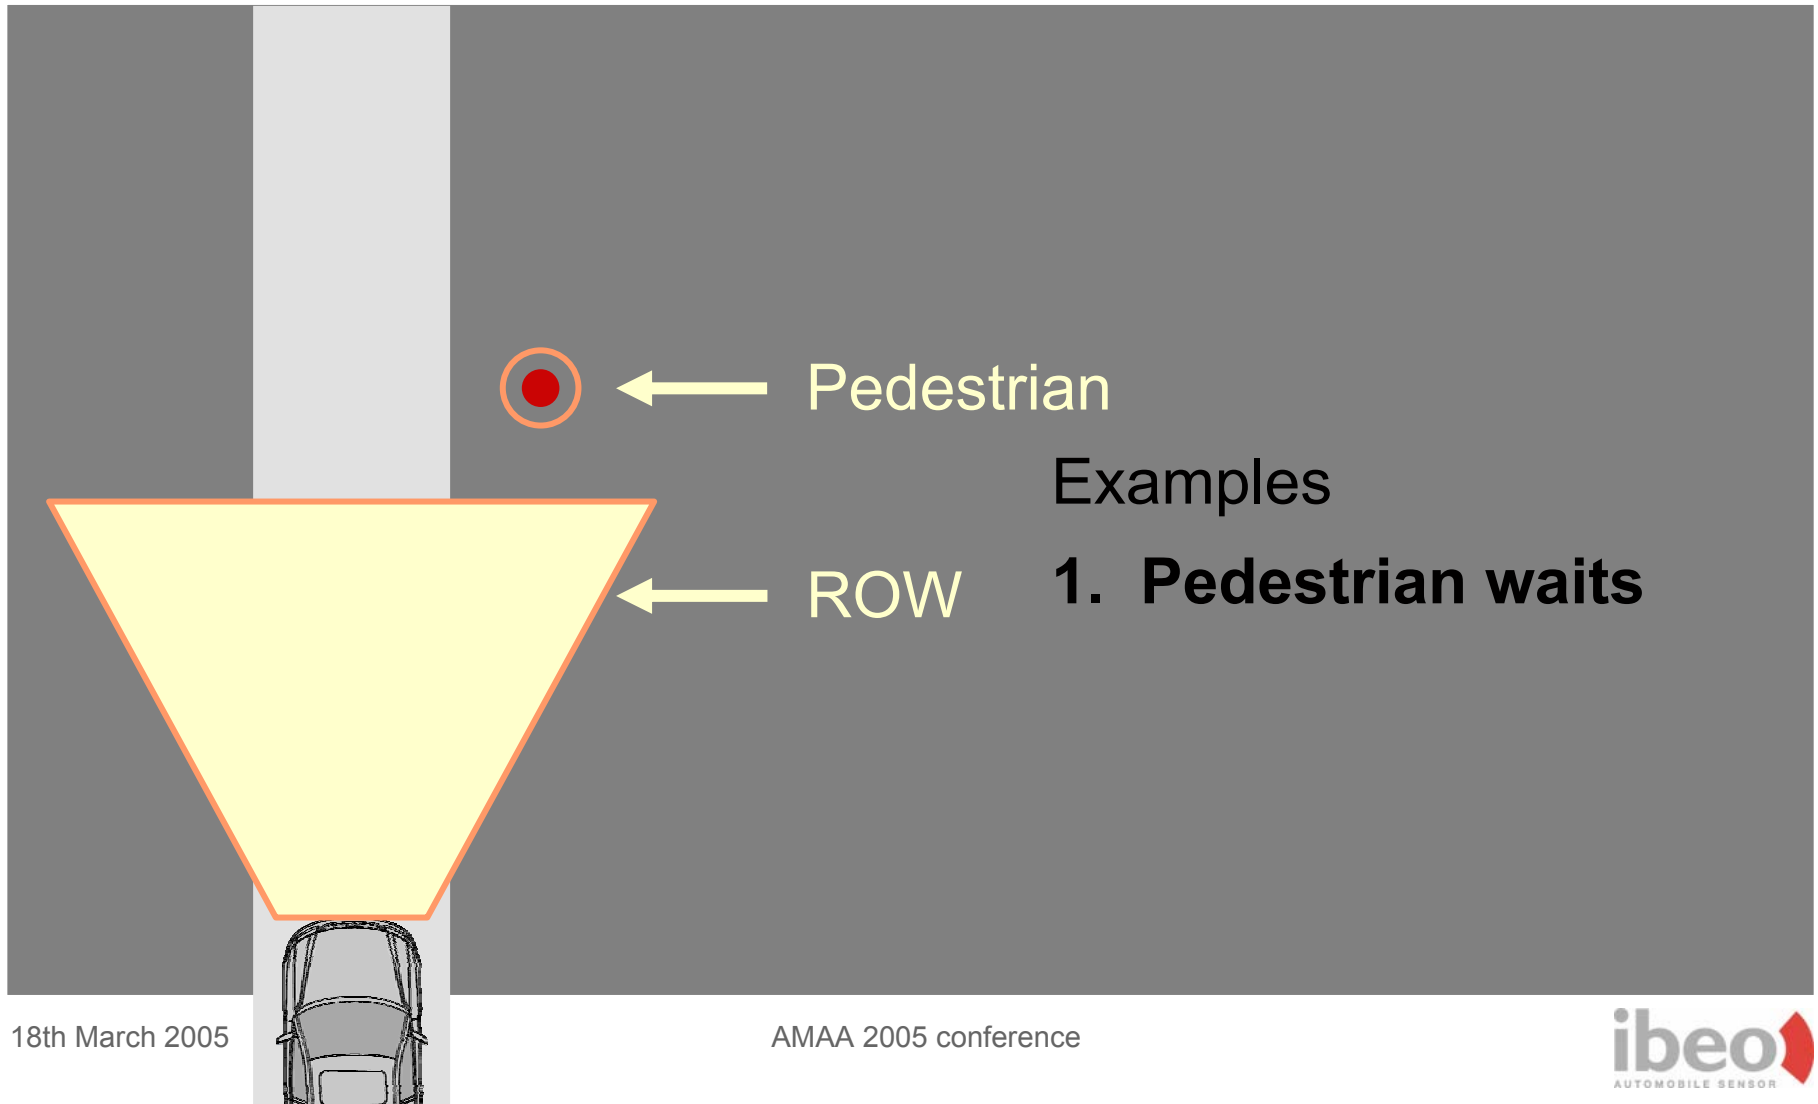 Pedestrian
Examples
ROW
1. Pedestrian waits
18th March 2005
AMAA 2005 conference
ibeo
AUTOMOBILE SENSOR